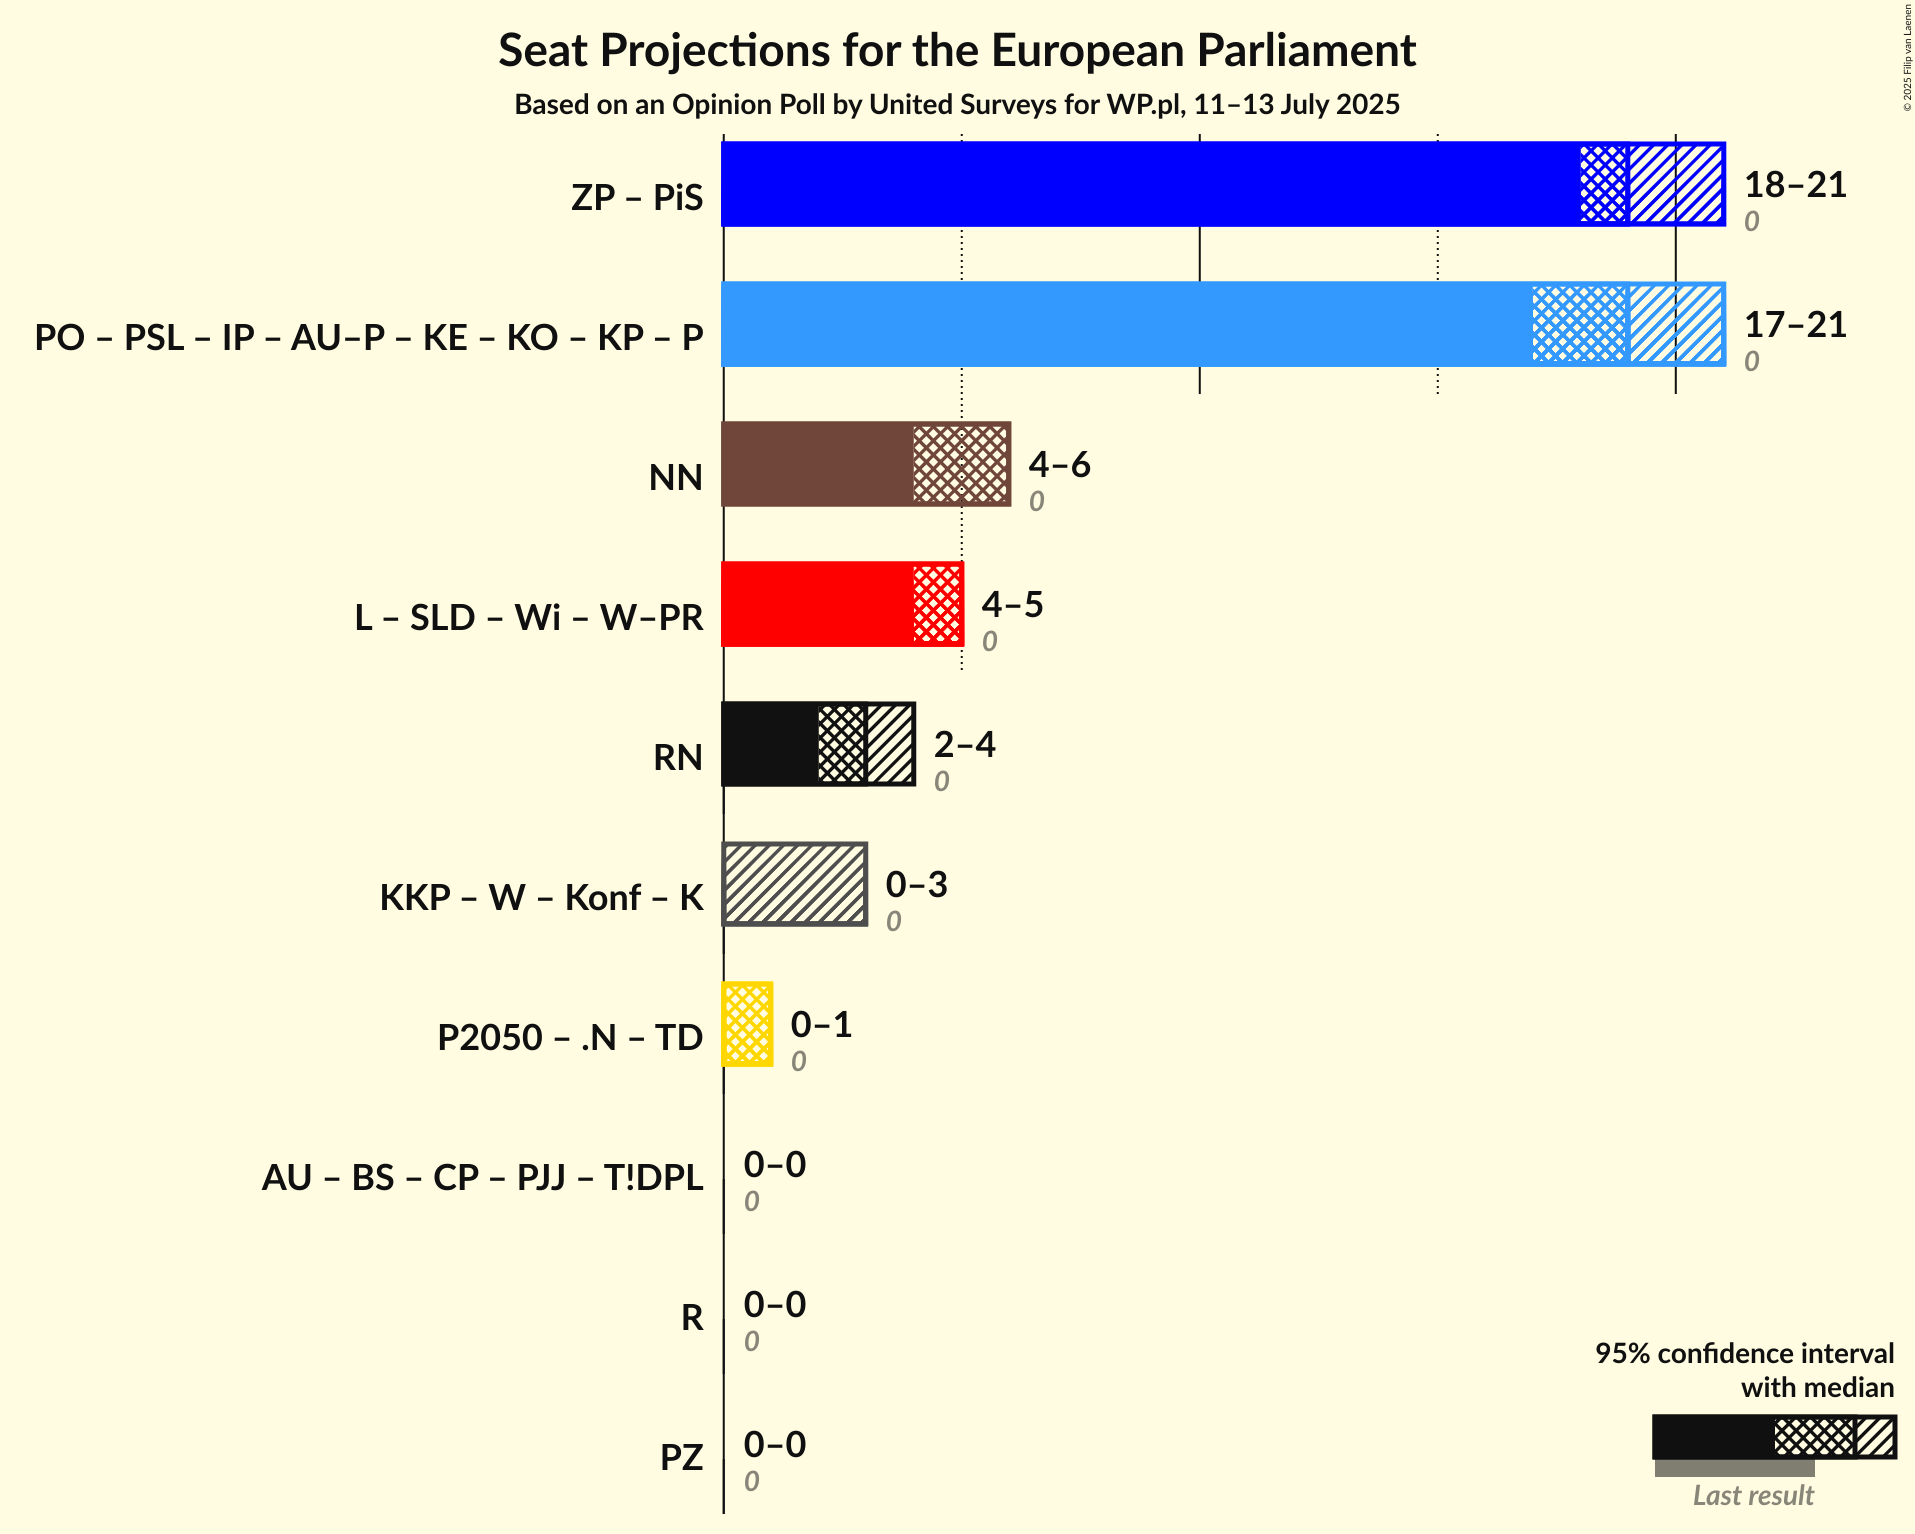 © 2025 Filip van Laenen
Seat Projections for the European Parliament
Based on an Opinion Poll by United Surveys for WP.pl, 11–13 July 2025
ZP – PiS
18–21
0
PO – PSL – IP – AU–P – KE – KO – KP – P
17–21
0
NN
4–6
0
L – SLD – Wi – W–PR
4–5
0
RN
2–4
0
KKP – W – Konf – K
0–3
0
P2050 – .N – TD
0–1
0
AU – BS – CP – PJJ – T!DPL
0–0
0
R
0–0
0
PZ
0–0
0
95% confidence interval
with median
Last result